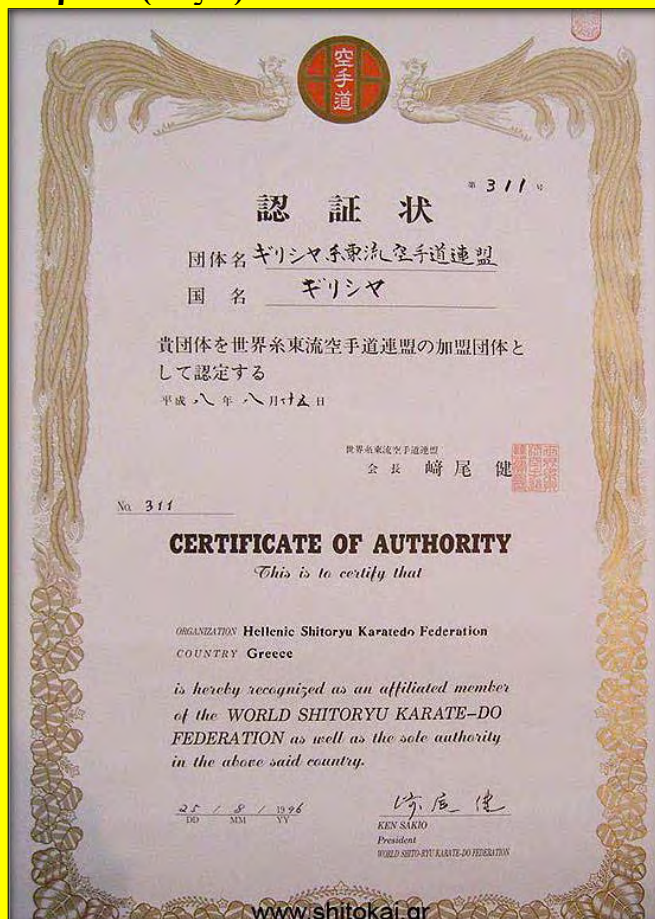 空
手
道
第 311 号
認 証 状
団体名 ギリシヤ糸東流空手道連盟
国 名 ギリシヤ
貴団体を世界糸東流空手道連盟の加盟団体と
して認定する
平成 八 年 八 月 廿五 日
世界糸東流空手道連盟
会 長 﨑 尾 健
No. 311
CERTIFICATE OF AUTHORITY
This is to certify that
ORGANIZATION Hellenic Shitoryu Karatedo Federation
COUNTRY Greece
is hereby recognized as an affiliated member
of the WORLD SHITORYU KARATE-DO
FEDERATION as well as the sole authority
in the above said country.
25 / 8 / 1996
DD MM YY
﨑尾 健
KEN SAKIO
President
WORLD SHITO-RYU KARATE-DO FEDERATION
www.shitokai.gr